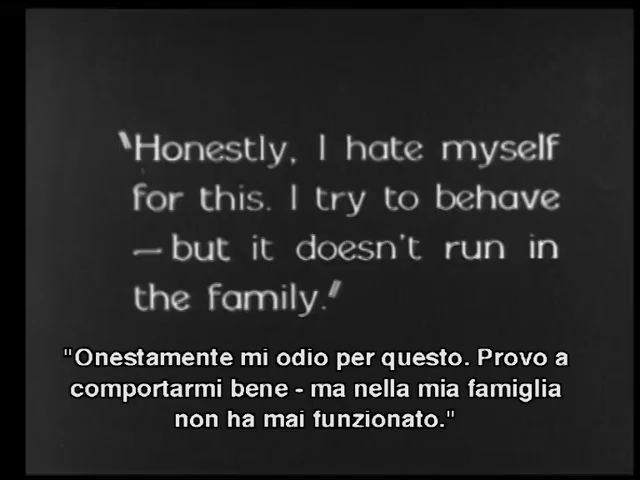 "Honestly, I hate myself
for this. I try to behave
—but it doesn't run in
the family."
"Onestamente mi odio per questo. Provo a
comportarmi bene - ma nella mia famiglia
non ha mai funzionato."